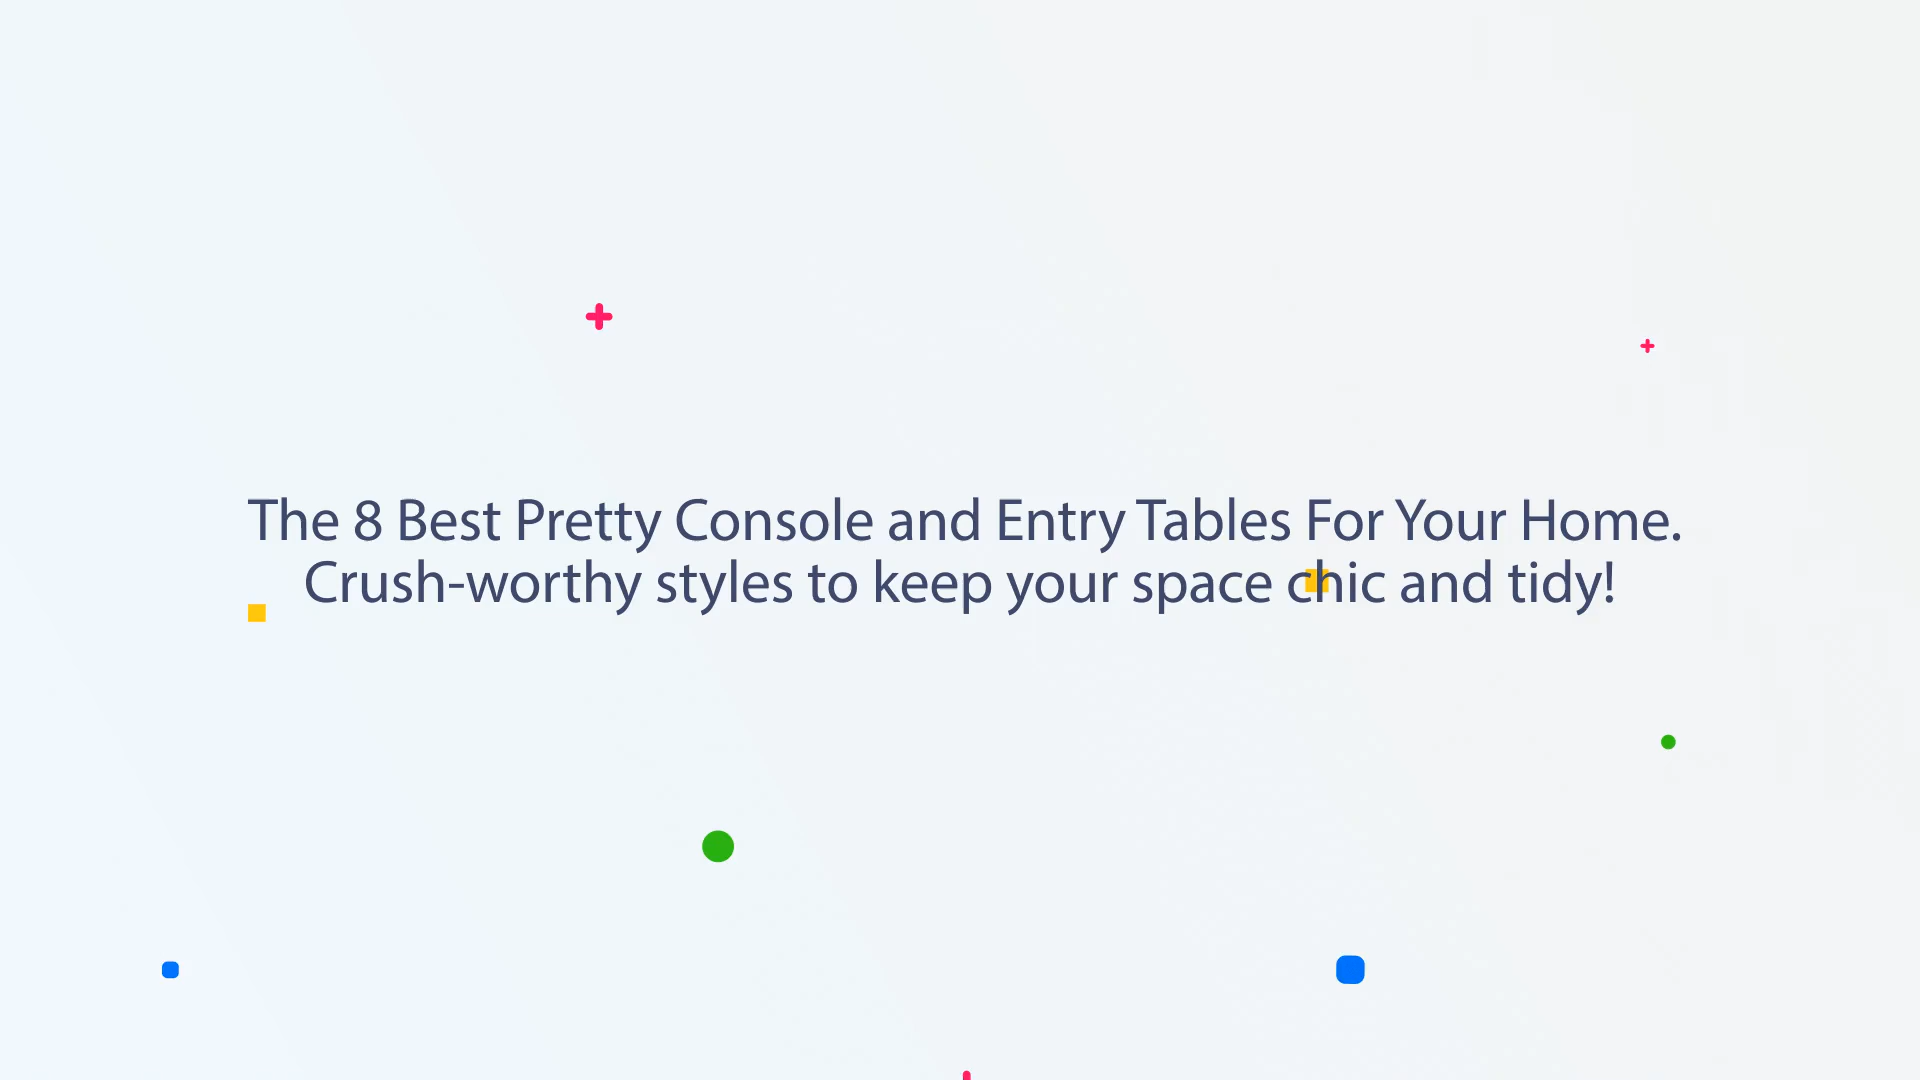 The 8 Best Pretty Console and Entry Tables For Your Home.
Crush-worthy styles to keep your space chic and tidy!